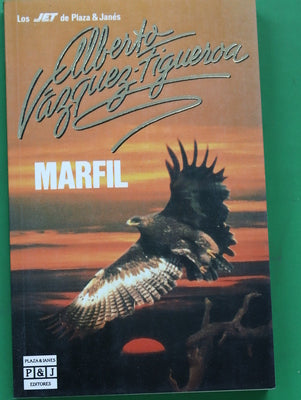 Los JET de Plaza & Janés
Alberto
Vázquez-Figueroa
MARFIL
PLAZA & JANES
P & J
EDITORES